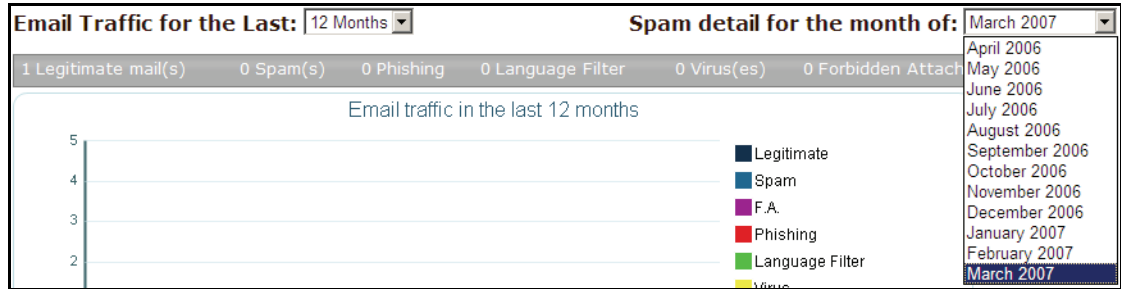 Email Traffic for the Last: 12 Months
Spam detail for the month of: March 2007
1 Legitimate mail(s) 0 Spam(s) 0 Phishing 0 Language Filter 0 Virus(es) 0 Forbidden Attach
April 2006
May 2006
June 2006
July 2006
August 2006
September 2006
October 2006
November 2006
December 2006
January 2007
February 2007
March 2007
Email traffic in the last 12 months
5
4
3
2
Legitimate
Spam
F.A.
Phishing
Language Filter
Virus